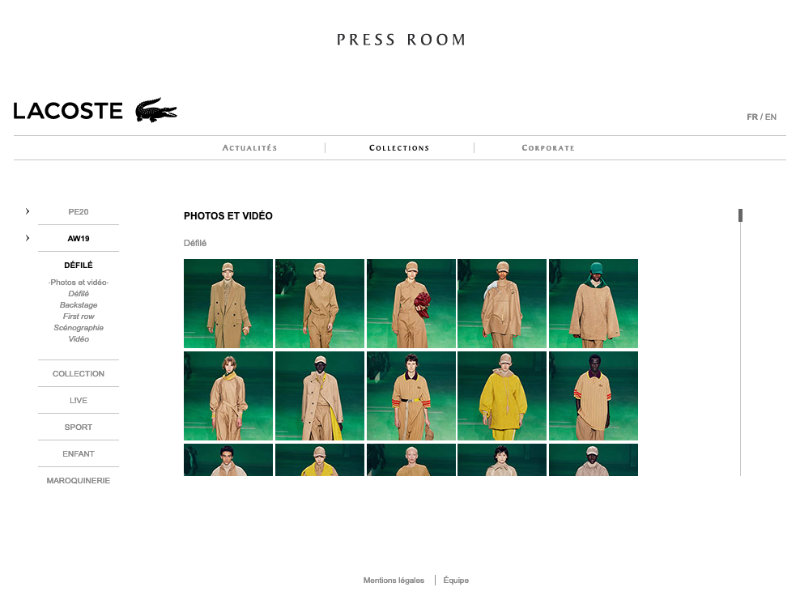 PRESS ROOM
LACOSTE
FR / EN
ACTUALITÉS
COLLECTIONS
CORPORATE
PE20
AW19
DÉFILÉ
·Photos et vidéo·
Défilé
Backstage
First row
Scénographie
Vidéo
COLLECTION
LIVE
SPORT
ENFANT
MAROQUINERIE
PHOTOS ET VIDÉO
Défilé
Mentions légales | Équipe